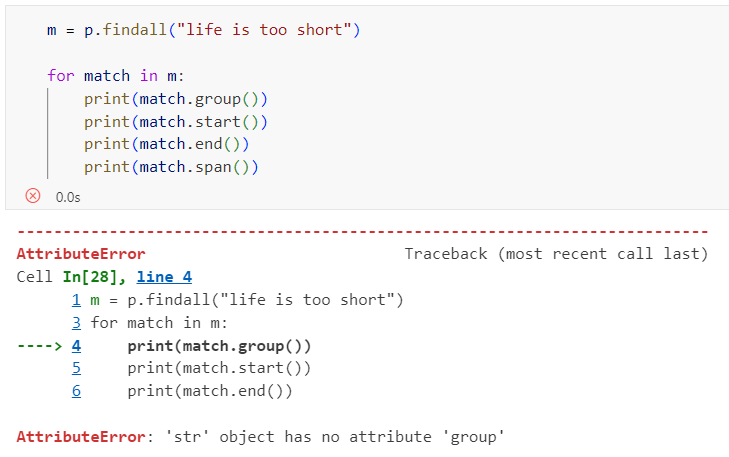 m = p.findall("life is too short")
for match in m:
    print(match.group())
    print(match.start())
    print(match.end())
    print(match.span())
0.0s
---------------------------------------------------------------------------
AttributeError                            Traceback (most recent call last)
Cell In[28], line 4
      1 m = p.findall("life is too short")
      3 for match in m:
----> 4     print(match.group())
      5     print(match.start())
      6     print(match.end())
AttributeError: 'str' object has no attribute 'group'